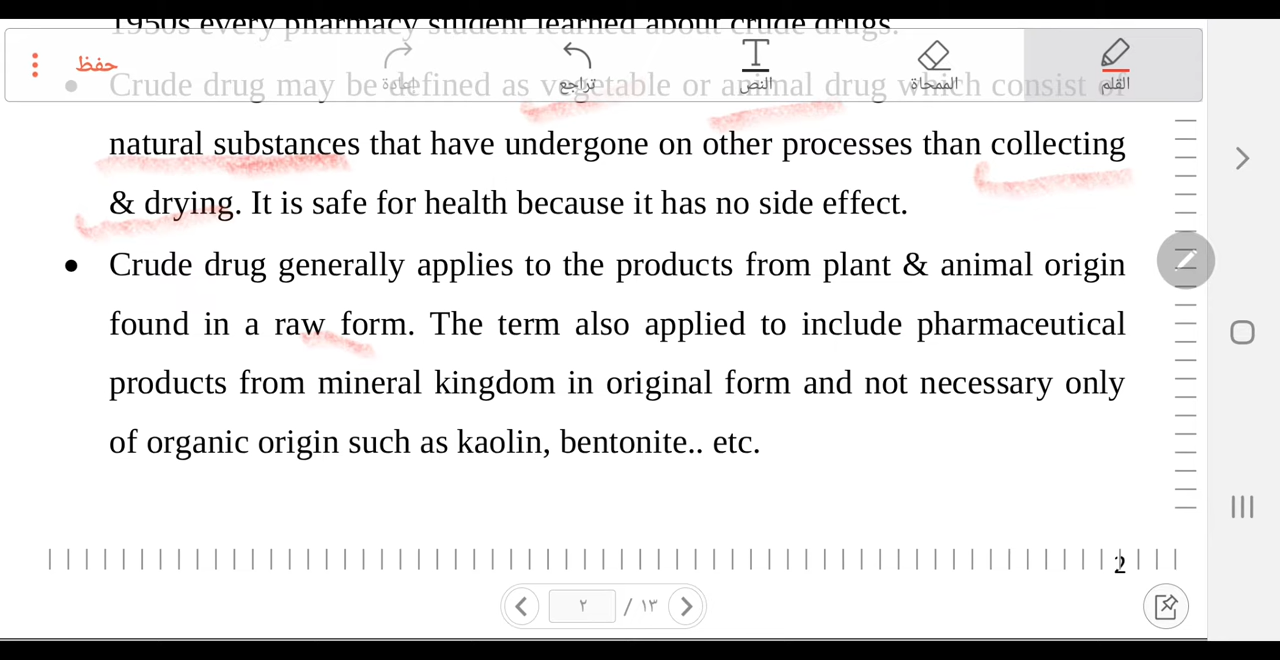 1950s every pharmacy student learned about crude drugs.
حفظ
إعادة
تراجع
النص
الممحاة
القلم
Crude drug may be defined as vegetable or animal drug which consist of
natural substances that have undergone on other processes than collecting
& drying. It is safe for health because it has no side effect.
● Crude drug generally applies to the products from plant & animal origin
found in a raw form. The term also applied to include pharmaceutical
products from mineral kingdom in original form and not necessary only
of organic origin such as kaolin, bentonite.. etc.
2
٢ / ١٣